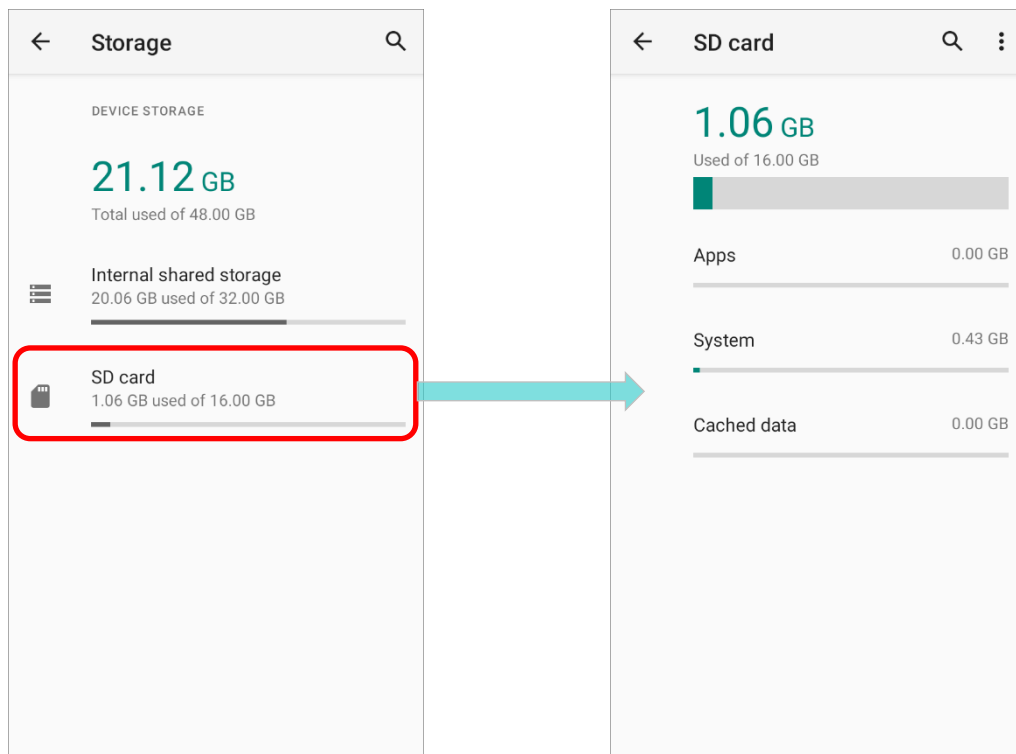 Storage
DEVICE STORAGE
21.12 GB
Total used of 48.00 GB
Internal shared storage
20.06 GB used of 32.00 GB
SD card
1.06 GB used of 16.00 GB
SD card
1.06 GB
Used of 16.00 GB
Apps 0.00 GB
System 0.43 GB
Cached data 0.00 GB